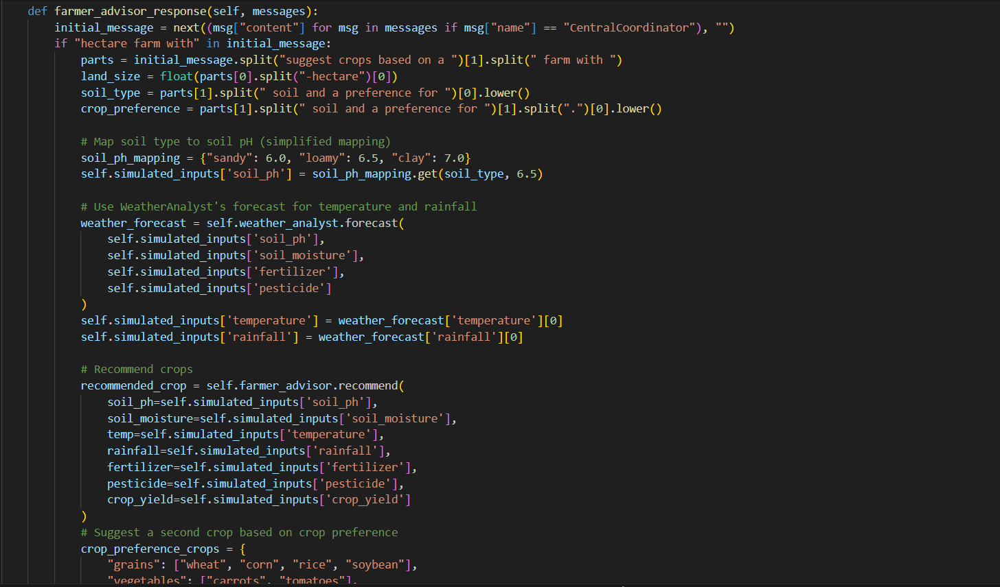 def farmer_advisor_response(self, messages):
initial_message = next((msg["content"] for msg in messages if msg["name"] == "CentralCoordinator"), "")
if "hectare farm with" in initial_message:
parts = initial_message.split("suggest crops based on a ")[1].split(" farm with ")
land_size = float(parts[0].split("-hectare")[0])
soil_type = parts[1].split(" soil and a preference for ")[0].lower()
crop_preference = parts[1].split(" soil and a preference for ")[1].split(".")[0].lower()
# Map soil type to soil pH (simplified mapping)
soil_ph_mapping = {"sandy": 6.0, "loamy": 6.5, "clay": 7.0}
self.simulated_inputs['soil_ph'] = soil_ph_mapping.get(soil_type, 6.5)
# Use WeatherAnalyst's forecast for temperature and rainfall
weather_forecast = self.weather_analyst.forecast(
self.simulated_inputs['soil_ph'],
self.simulated_inputs['soil_moisture'],
self.simulated_inputs['fertilizer'],
self.simulated_inputs['pesticide']
)
self.simulated_inputs['temperature'] = weather_forecast['temperature'][0]
self.simulated_inputs['rainfall'] = weather_forecast['rainfall'][0]
# Recommend crops
recommended_crop = self.farmer_advisor.recommend(
soil_ph=self.simulated_inputs['soil_ph'],
soil_moisture=self.simulated_inputs['soil_moisture'],
temp=self.simulated_inputs['temperature'],
rainfall=self.simulated_inputs['rainfall'],
fertilizer=self.simulated_inputs['fertilizer'],
pesticide=self.simulated_inputs['pesticide'],
crop_yield=self.simulated_inputs['crop_yield']
)
# Suggest a second crop based on crop preference
crop_preference_crops = {
"grains": ["wheat", "corn", "rice", "soybean"],
"vegetables": ["carrots", "tomatoes"],